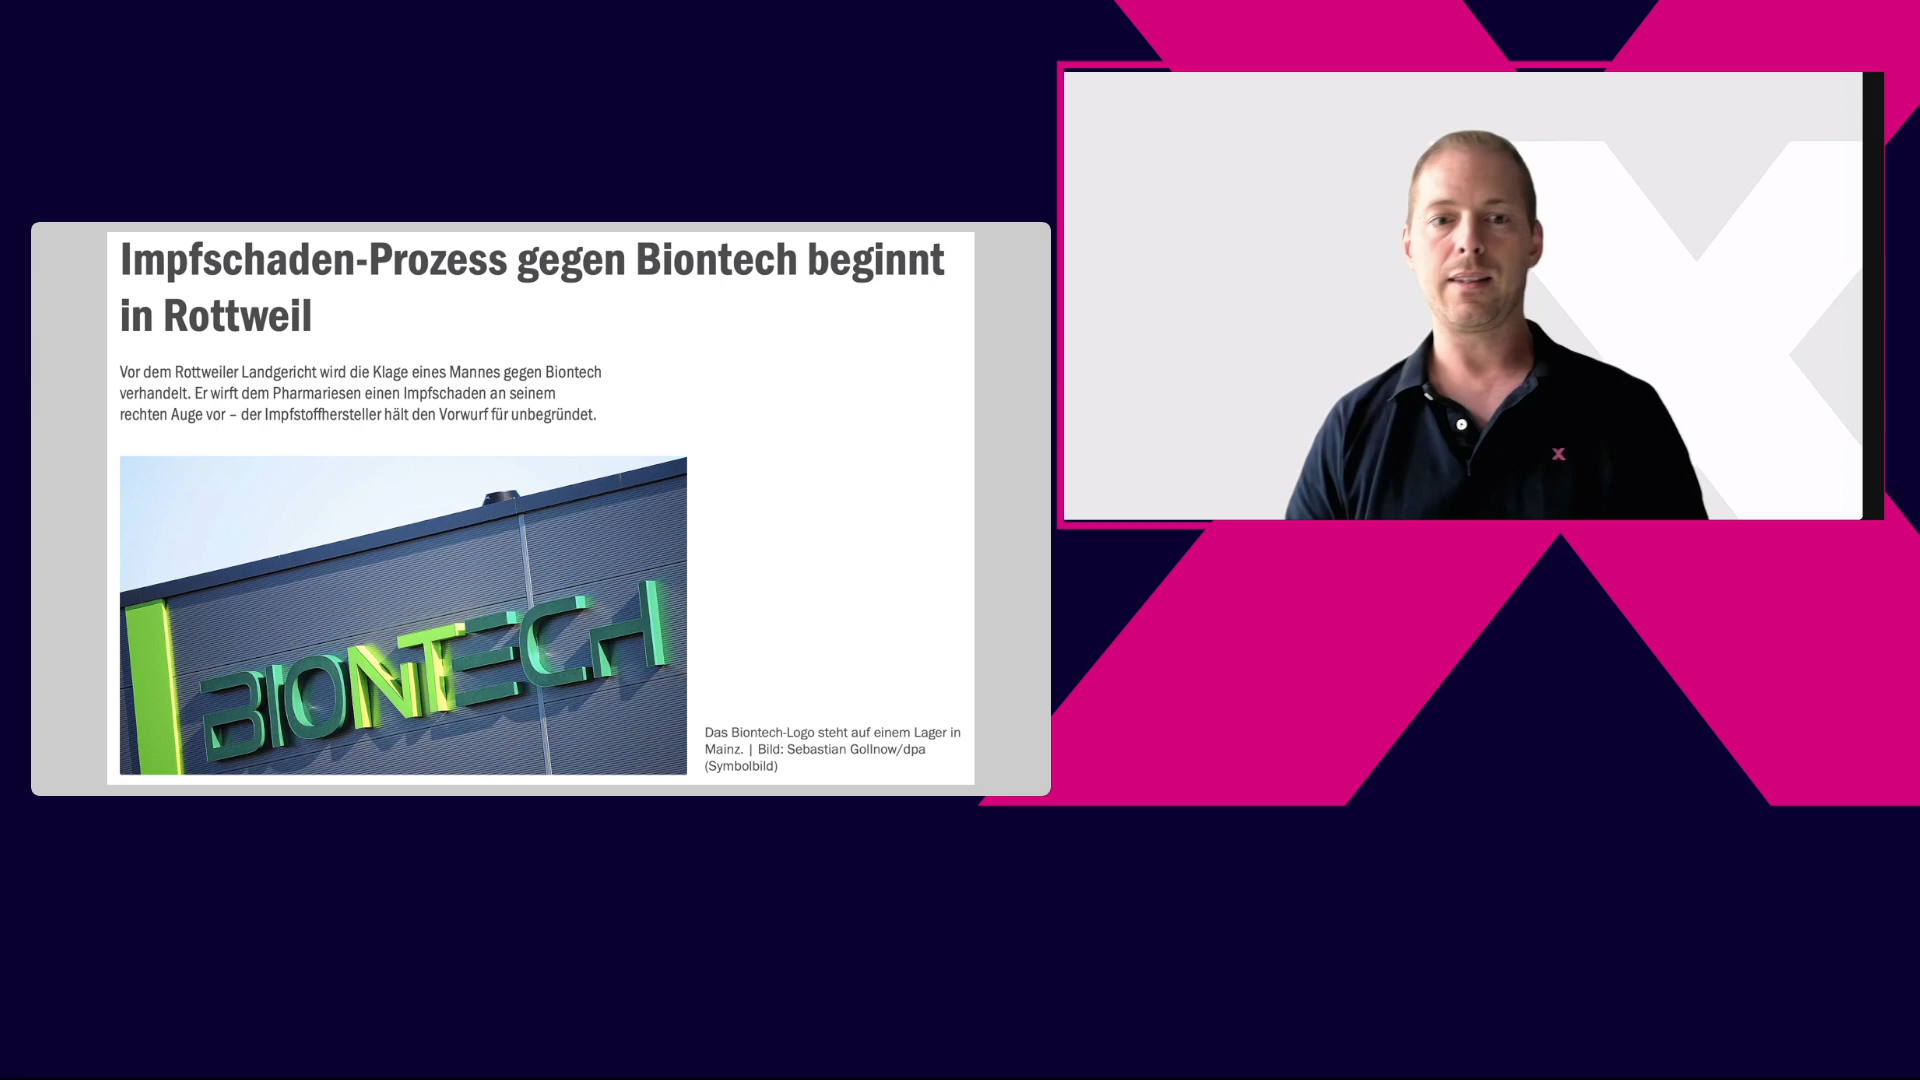 Impfschaden-Prozess gegen Biontech beginnt
in Rottweil
Vor dem Rottweiler Landgericht wird die Klage eines Mannes gegen Biontech
verhandelt. Er wirft dem Pharmariesen einen Impfschaden an seinem
rechten Auge vor – der Impfstoffhersteller hält den Vorwurf für unbegründet.
BIONTECH
Das Biontech-Logo steht auf einem Lager in
Mainz. | Bild: Sebastian Gollnow/dpa
(Symbolbild)
X